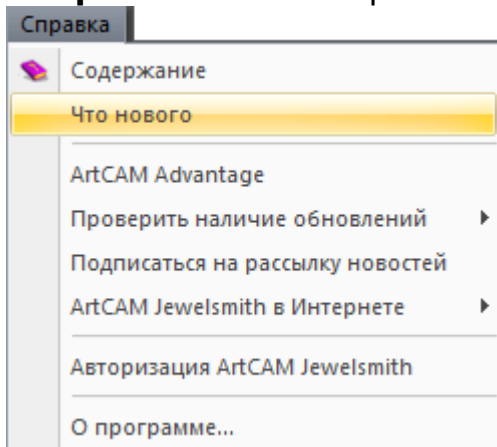 Справка
Содержание
Что нового
ArtCAM Advantage
Проверить наличие обновлений
Подписаться на рассылку новостей
ArtCAM Jewelsmith в Интернете
Авторизация ArtCAM Jewelsmith
О программе...